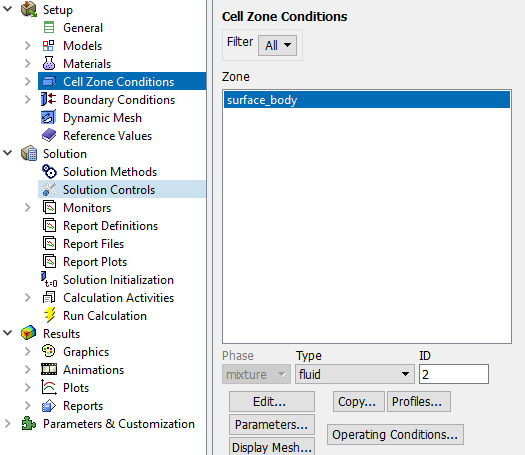 Setup
General
Models
Materials
Cell Zone Conditions
Boundary Conditions
Dynamic Mesh
Reference Values
Solution
Solution Methods
Solution Controls
Monitors
Report Definitions
Report Files
Report Plots
t=0 Solution Initialization
Calculation Activities
Run Calculation
Results
Graphics
Animations
Plots
Reports
Parameters & Customization
Cell Zone Conditions
Filter All
Zone
surface_body
Phase Type ID
mixture fluid 2
Edit... Copy... Profiles...
Parameters... Operating Conditions...
Display Mesh...